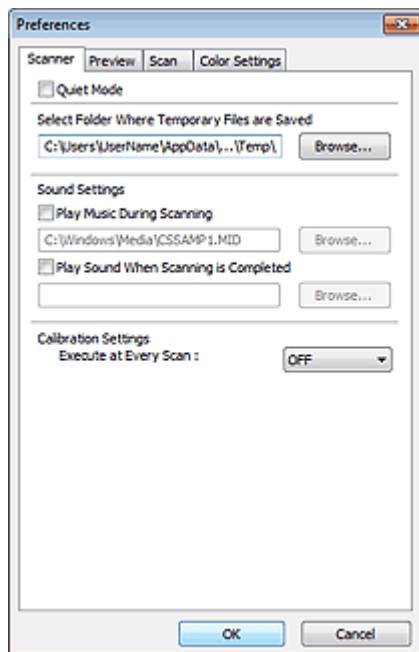 Preferences
Scanner Preview Scan Color Settings
Quiet Mode
Select Folder Where Temporary Files are Saved
C:\Users\UserName\AppData\,...\Temp\, Browse...
Sound Settings
Play Music During Scanning
C:\Windows\Media\CSSAMP1.MID Browse...
Play Sound When Scanning is Completed
Browse...
Calibration Settings
Execute at Every Scan : OFF
OK Cancel